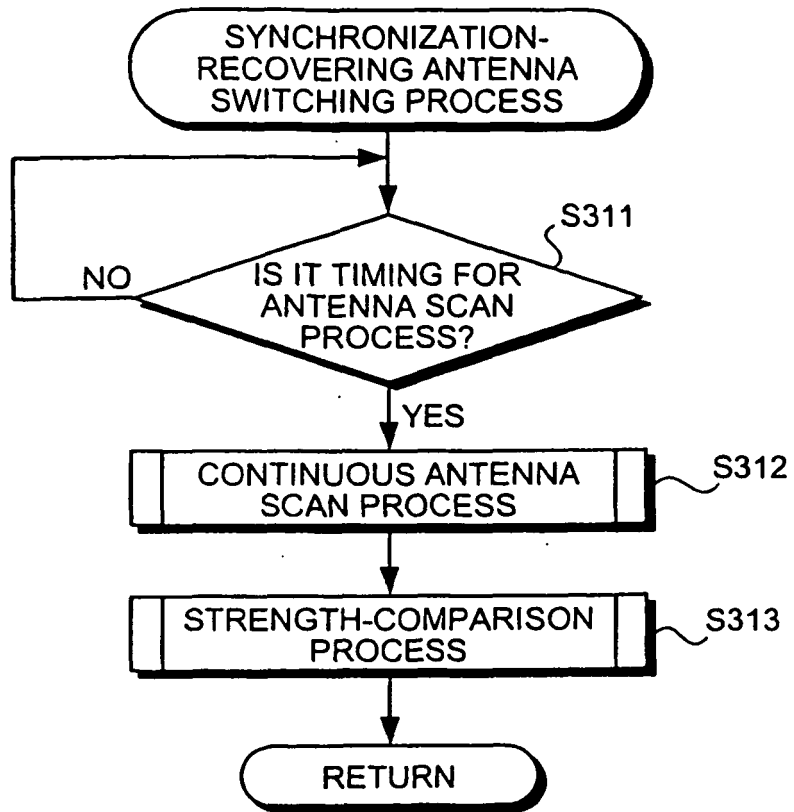 SYNCHRONIZATION-
RECOVERING ANTENNA
SWITCHING PROCESS
S311
NO
IS IT TIMING FOR
ANTENNA SCAN
PROCESS?
YES
CONTINUOUS ANTENNA
SCAN PROCESS
S312
STRENGTH-COMPARISON
PROCESS
S313
RETURN